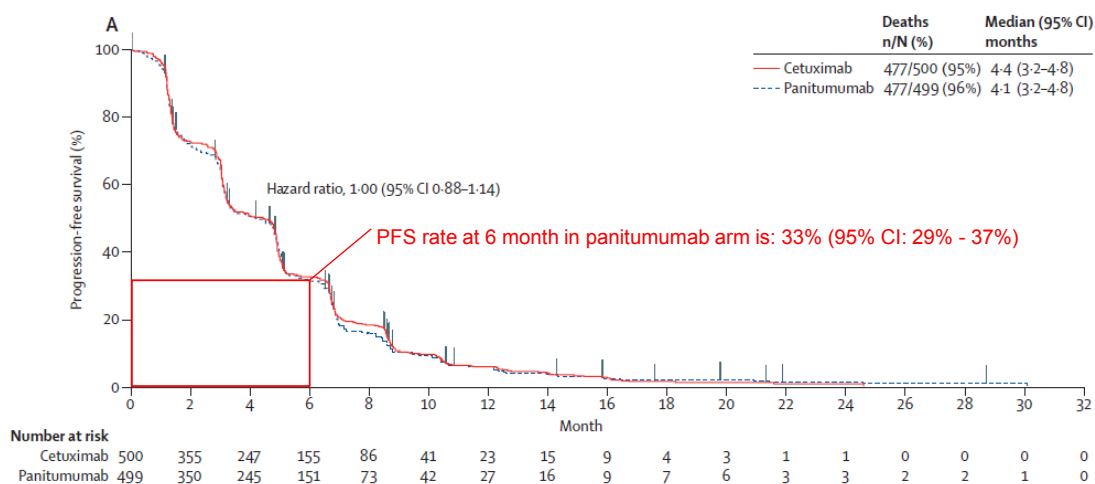 A
Deaths Median (95% CI)
n/N (%) months
Cetuximab 477/500 (95%) 4·4 (3·2–4·8)
Panitumumab 477/499 (96%) 4·1 (3·2–4·8)
100
80
60
40
20
0
Progression-free survival (%)
Hazard ratio, 1·00 (95% CI 0·88–1·14)
PFS rate at 6 month in panitumumab arm is: 33% (95% CI: 29% - 37%)
0 2 4 6 8 10 12 14 16 18 20 22 24 26 28 30 32
Month
Number at risk
Cetuximab 500 355 247 155 86 41 23 15 9 4 3 1 1 0 0 0 0
Panitumumab 499 350 245 151 73 42 27 16 9 7 6 3 3 2 2 1 0